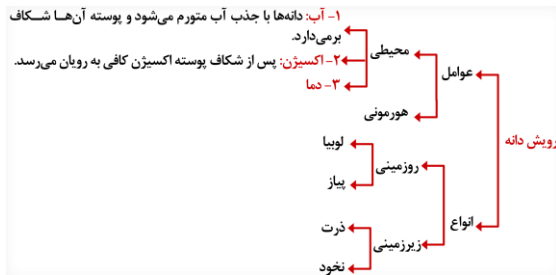 ۱- آب: دانه‌ها با جذب آب متورم می‌شود و پوسته آن‌هـا شــکاف
برمی‌دارد.
محیطی
۲- اکسیژن: پس از شکاف پوسته اکسیژن کافی به رویان می‌رسد.
عوامل
۳- دما
هورمونی
رویش دانه
لوبیا
روزمینی
پیاز
انواع
ذرت
زیرزمینی
نخود